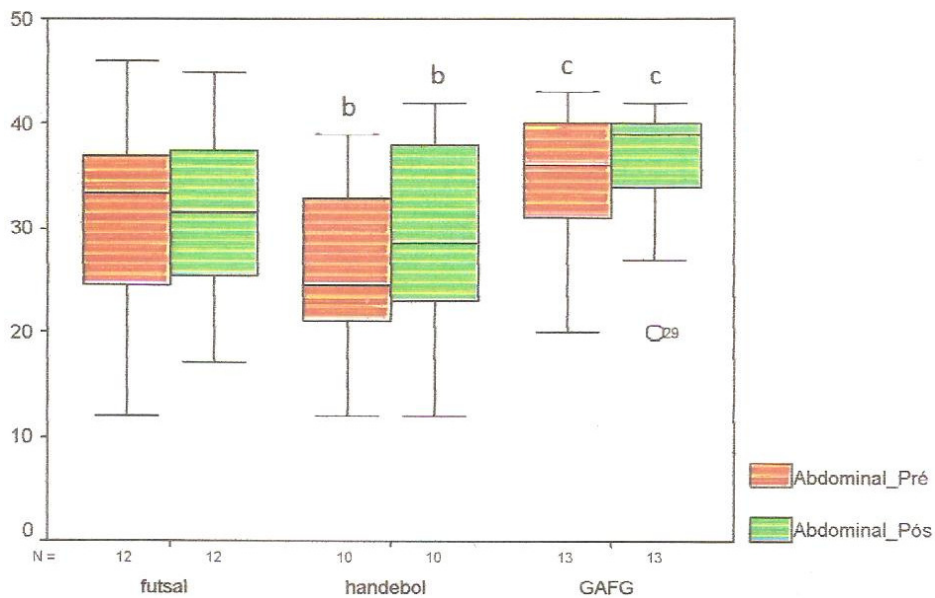 50
40
30
20
10
0
b
b
c
c
29
Abdominal_Pré
Abdominal_Pós
N = 12 12 10 10 13 13
futsal handebol GAFG